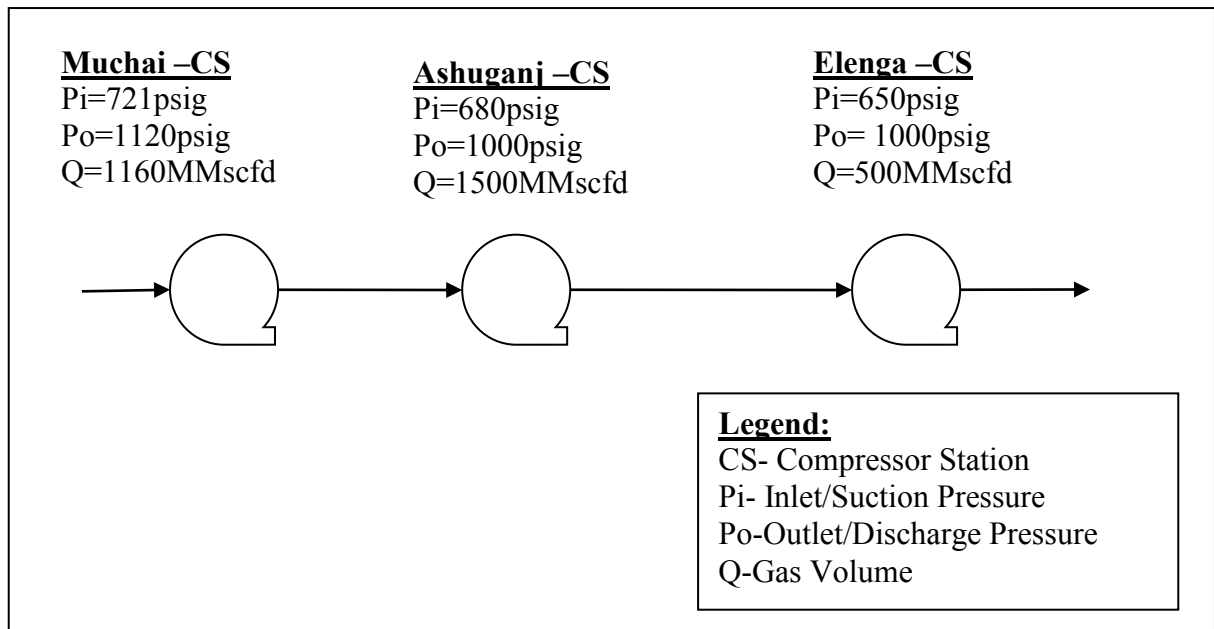 Muchai –CS
Pi=721psig
Po=1120psig
Q=1160MMscfd
Ashuganj –CS
Pi=680psig
Po=1000psig
Q=1500MMscfd
Elenga –CS
Pi=650psig
Po= 1000psig
Q=500MMscfd
Legend:
CS- Compressor Station
Pi- Inlet/Suction Pressure
Po-Outlet/Discharge Pressure
Q-Gas Volume